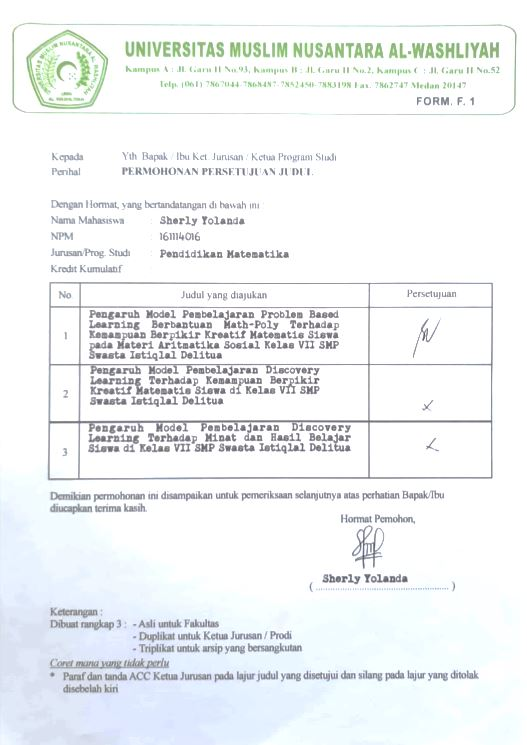 UNIVERSITAS MUSLIM NUSANTARA AL-WASHLIYAH
Kampus A : Jl. Garu II No.93, Kampus B : Jl. Garu II No.2, Kampus C : Jl. Garu II No.52
Telp. (061) 7867044-7868487-7852450-7883198 Fax. 7862747 Medan 20147
FORM. F. 1
Kepada Yth. Bapak / Ibu Ket. Jurusan / Ketua Program Studi
Perihal PERMOHONAN PERSETUJUAN JUDUL
Dengan Hormat, yang bertandatangan di bawah ini :
Nama Mahasiswa : Sherly Yolanda
NPM : 161114016
Jurusan/Prog. Studi : Pendidikan Matematika
Kredit Kumulatif :
No Judul yang diajukan Persetujuan
1 Pengaruh Model Pembelajaran Problem Based
Learning Berbantuan Math-Poly Terhadap
Kemampuan Berpikir Kreatif Matematis Siswa
pada Materi Aritmatika Sosial Kelas VII SMP
Swasta Istiqlal Delitua
2 Pengaruh Model Pembelajaran Discovery
Learning Terhadap Kemampuan Berpikir
Kreatif Matematis Siswa di Kelas VII SMP
Swasta Istiqlal Delitua
3 Pengaruh Model Pembelajaran Discovery
Learning Terhadap Minat dan Hasil Belajar
Siswa di Kelas VII SMP Swasta Istiqlal Delitua
Demikian permohonan ini disampaikan untuk pemeriksaan selanjutnya atas perhatian Bapak/Ibu
diucapkan terima kasih.
Hormat Pemohon,
Sherly Yolanda
(....................................................)
Keterangan :
Dibuat rangkap 3 : - Asli untuk Fakultas
- Duplikat untuk Ketua Jurusan / Prodi
- Triplikat untuk arsip yang bersangkutan
Coret mana yang tidak perlu
* Paraf dan tanda ACC Ketua Jurusan pada lajur judul yang disetujui dan silang pada lajur yang ditolak
disebelah kiri